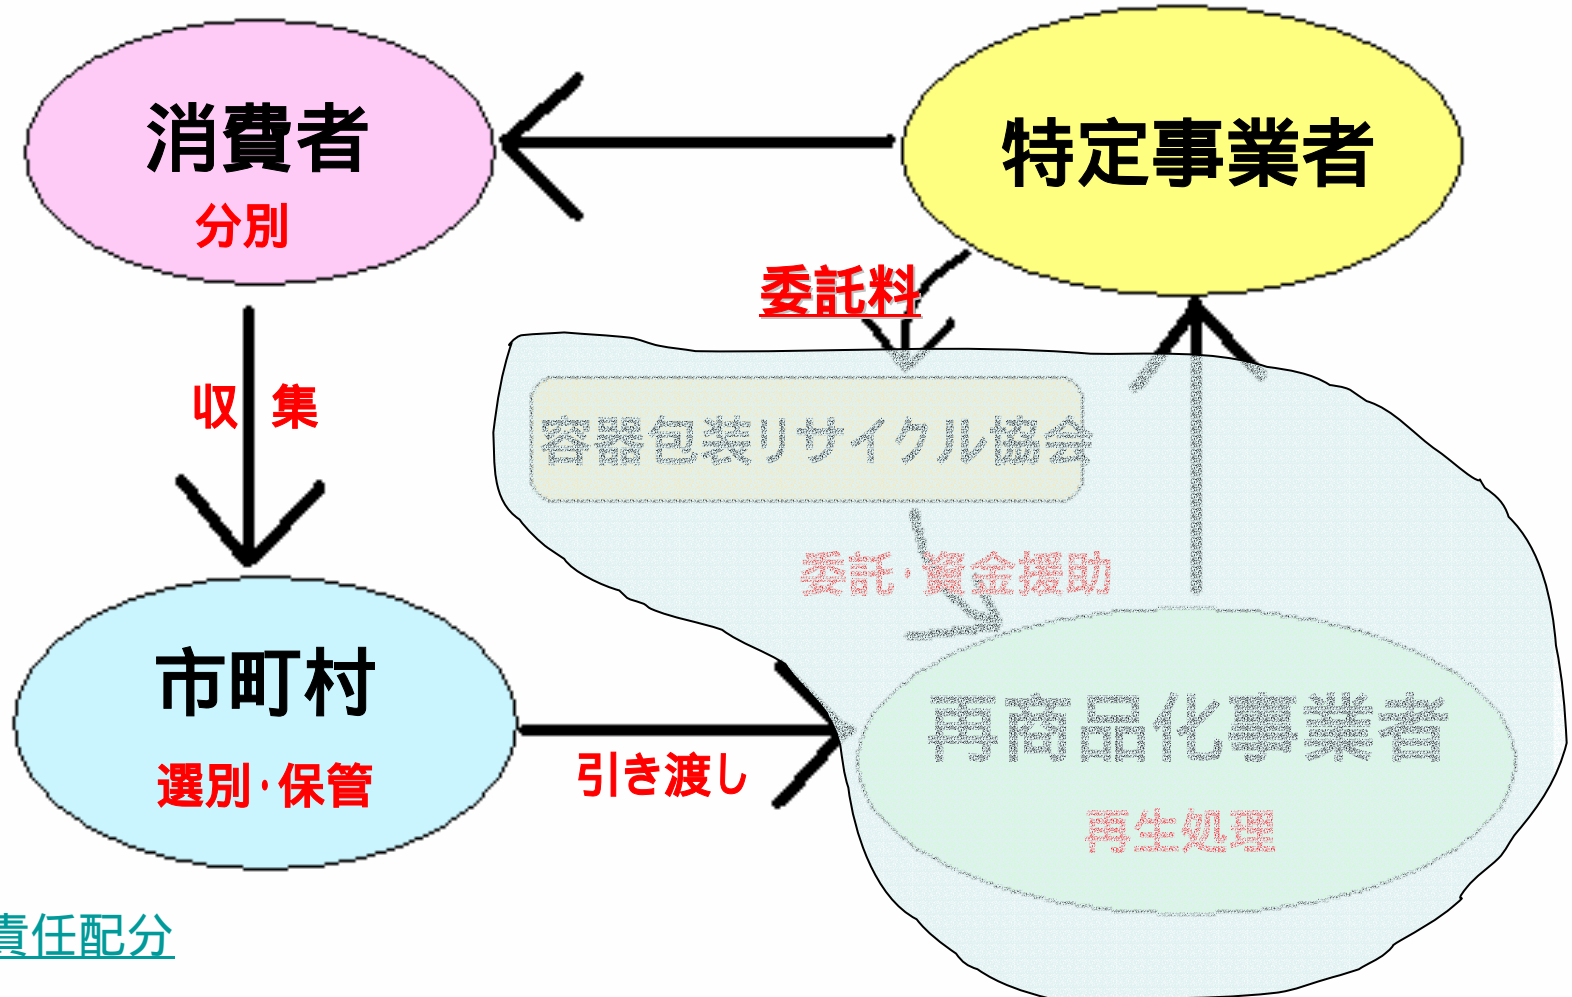 消費者
分別
特定事業者
委託料
収 集
容器包装リサイクル協会
委託・資金援助
市町村
選別・保管
引き渡し
再商品化事業者
再生処理
責任配分